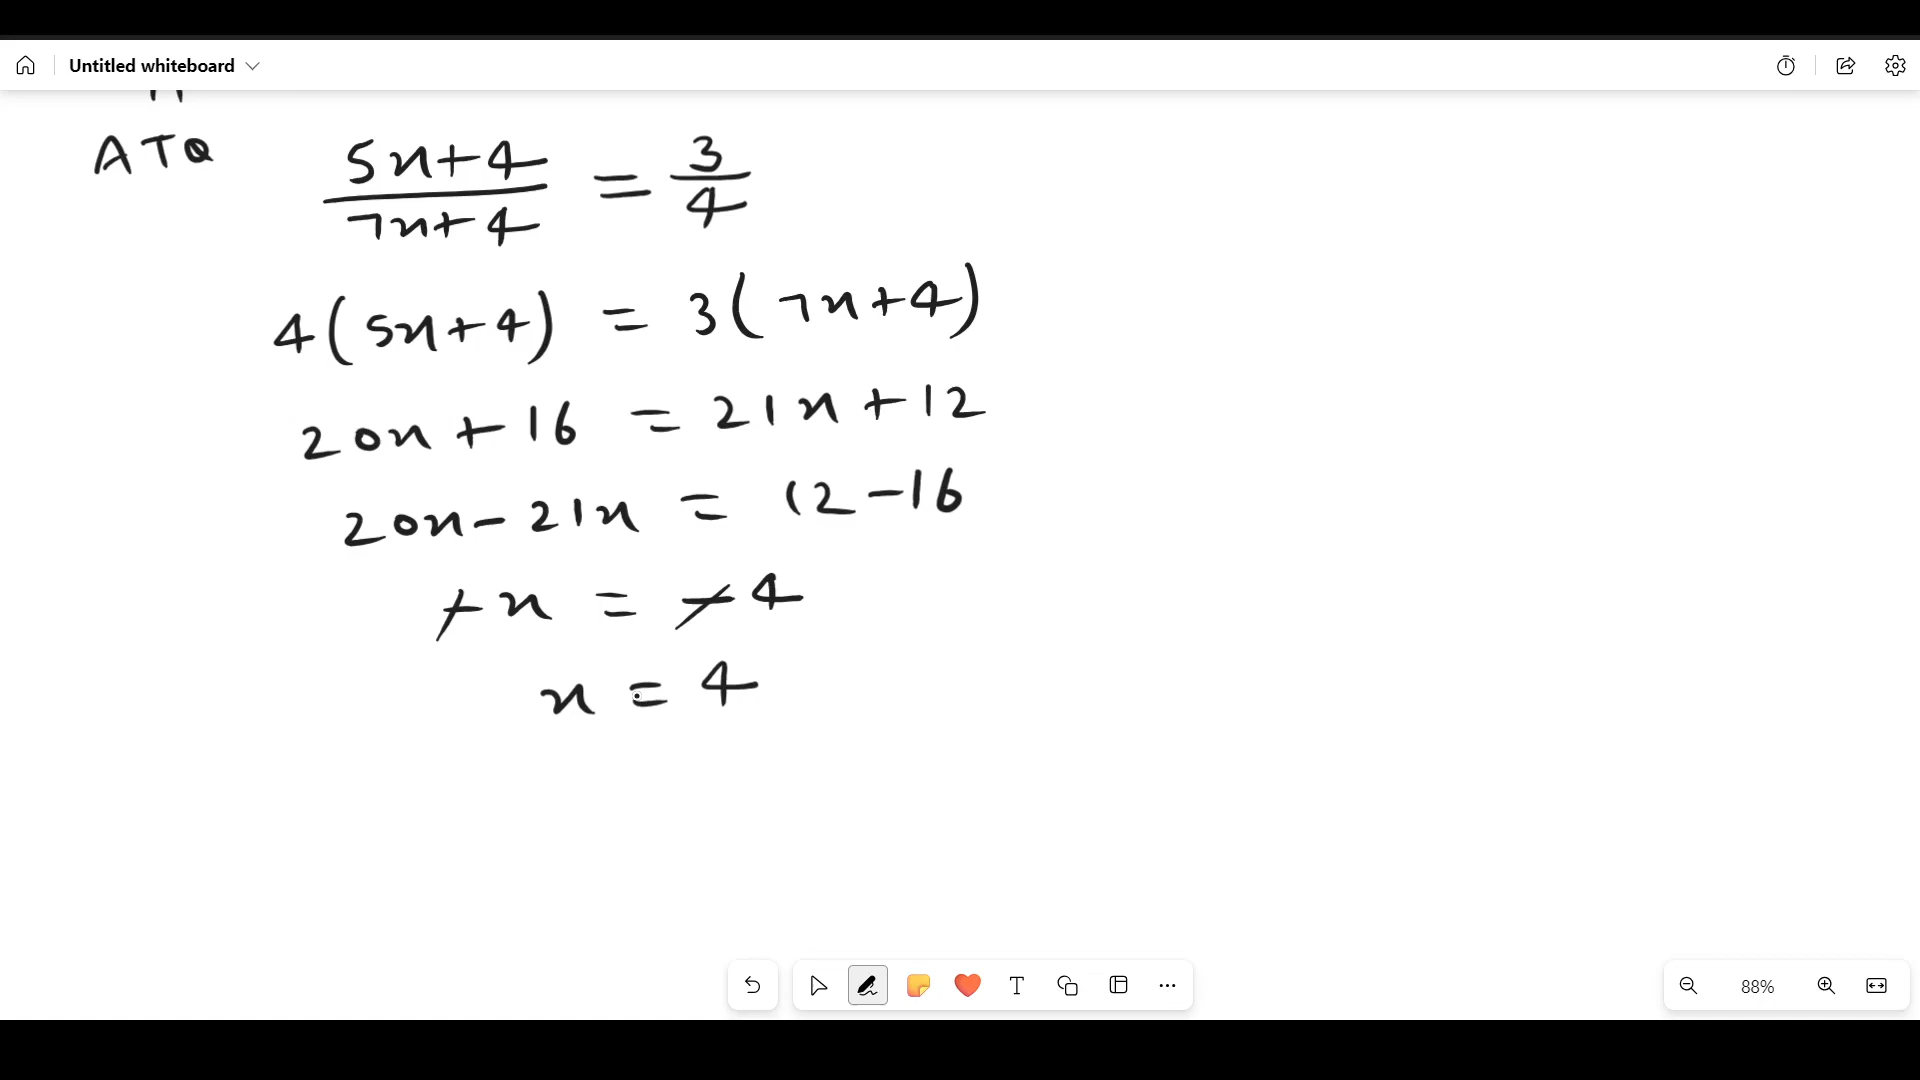 Untitled whiteboard
ATQ
5x+4/7x+4 = 3/4
4(5x+4) = 3(7x+4)
20x + 16 = 21x + 12
20x - 21x = 12 - 16
-x = -4
x = 4
88%